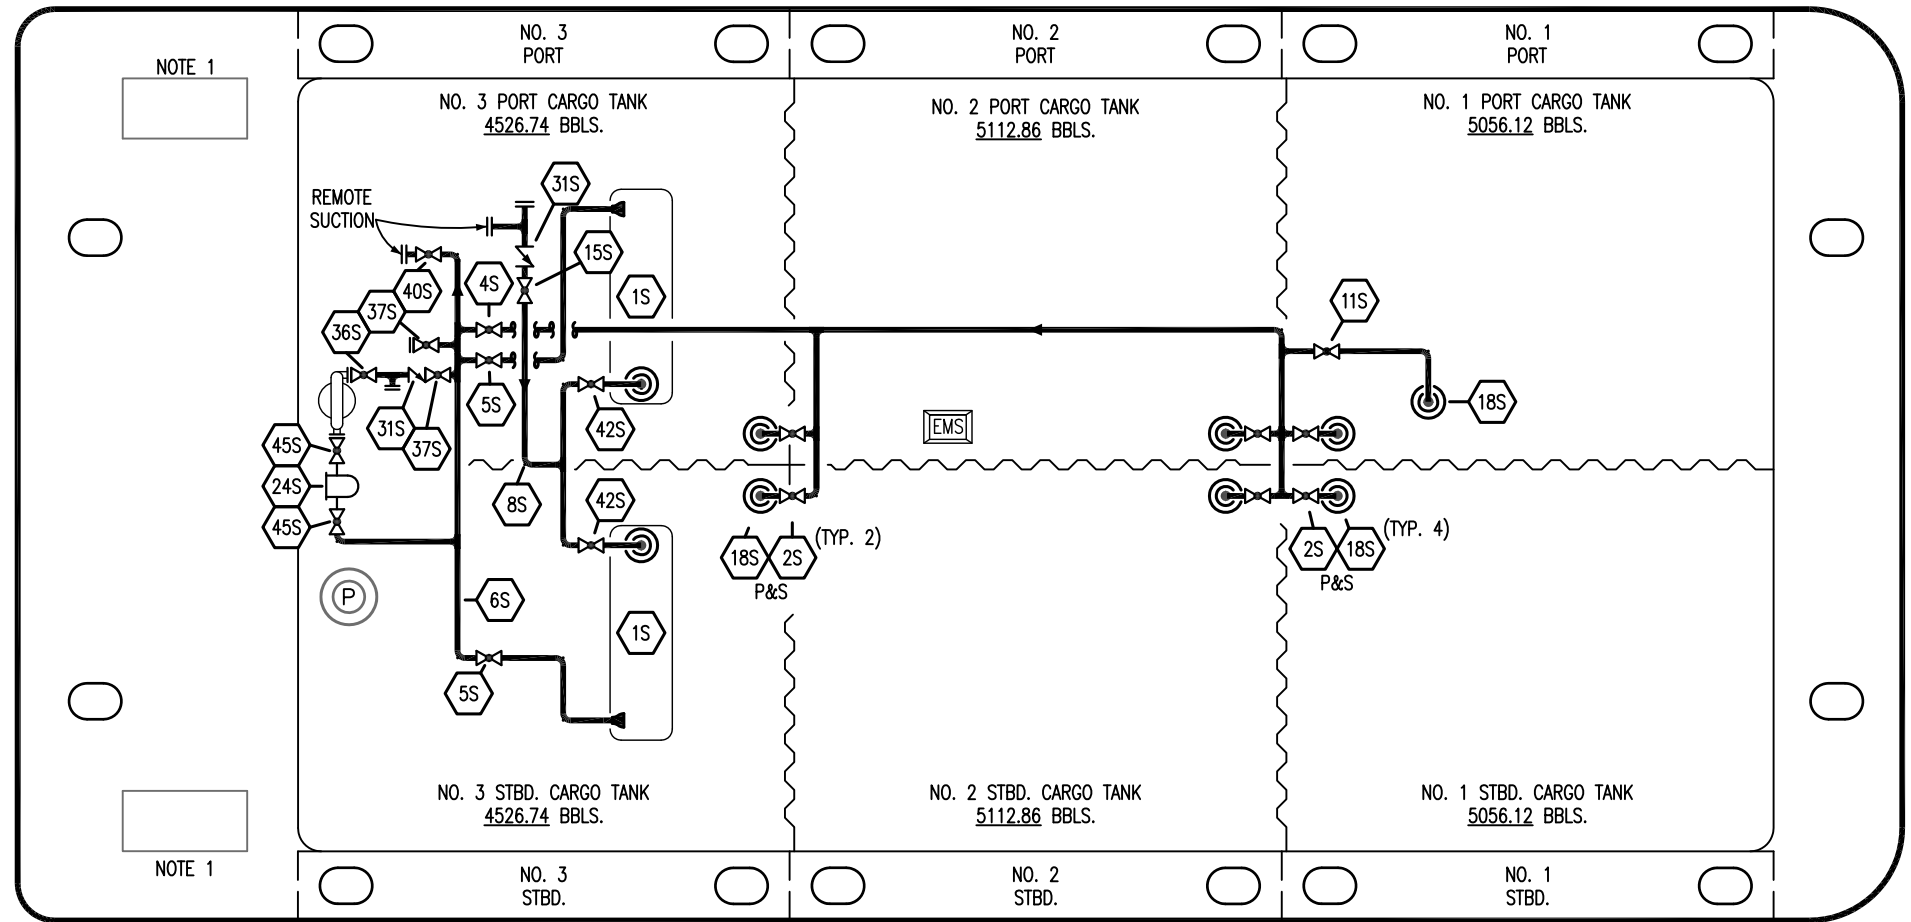 NO. 3
PORT
NO. 2
PORT
NO. 1
PORT
NOTE 1
NO. 3 PORT CARGO TANK
4526.74 BBLS.
NO. 2 PORT CARGO TANK
5112.86 BBLS.
NO. 1 PORT CARGO TANK
5056.12 BBLS.
REMOTE
SUCTION
31S
15S
4S
1S
40S
37S
36S
11S
5S
18S
31S
37S
42S
EMS
45S
24S
45S
8S
42S
(TYP. 2)
18S
2S
P&S
(TYP. 4)
2S
18S
P&S
P
6S
1S
5S
NO. 3 STBD. CARGO TANK
4526.74 BBLS.
NO. 2 STBD. CARGO TANK
5112.86 BBLS.
NO. 1 STBD. CARGO TANK
5056.12 BBLS.
NOTE 1
NO. 3
STBD.
NO. 2
STBD.
NO. 1
STBD.